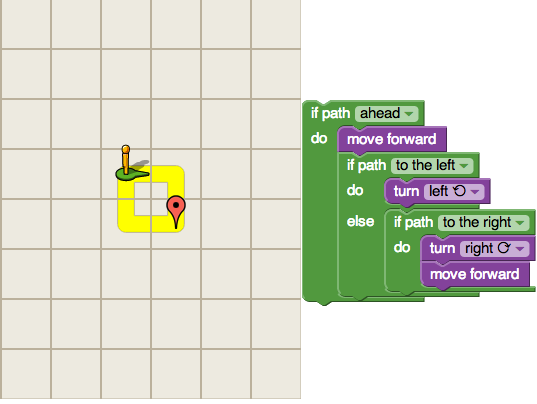 if path ahead
do move forward
if path to the left
do turn left
else if path to the right
do turn right
move forward